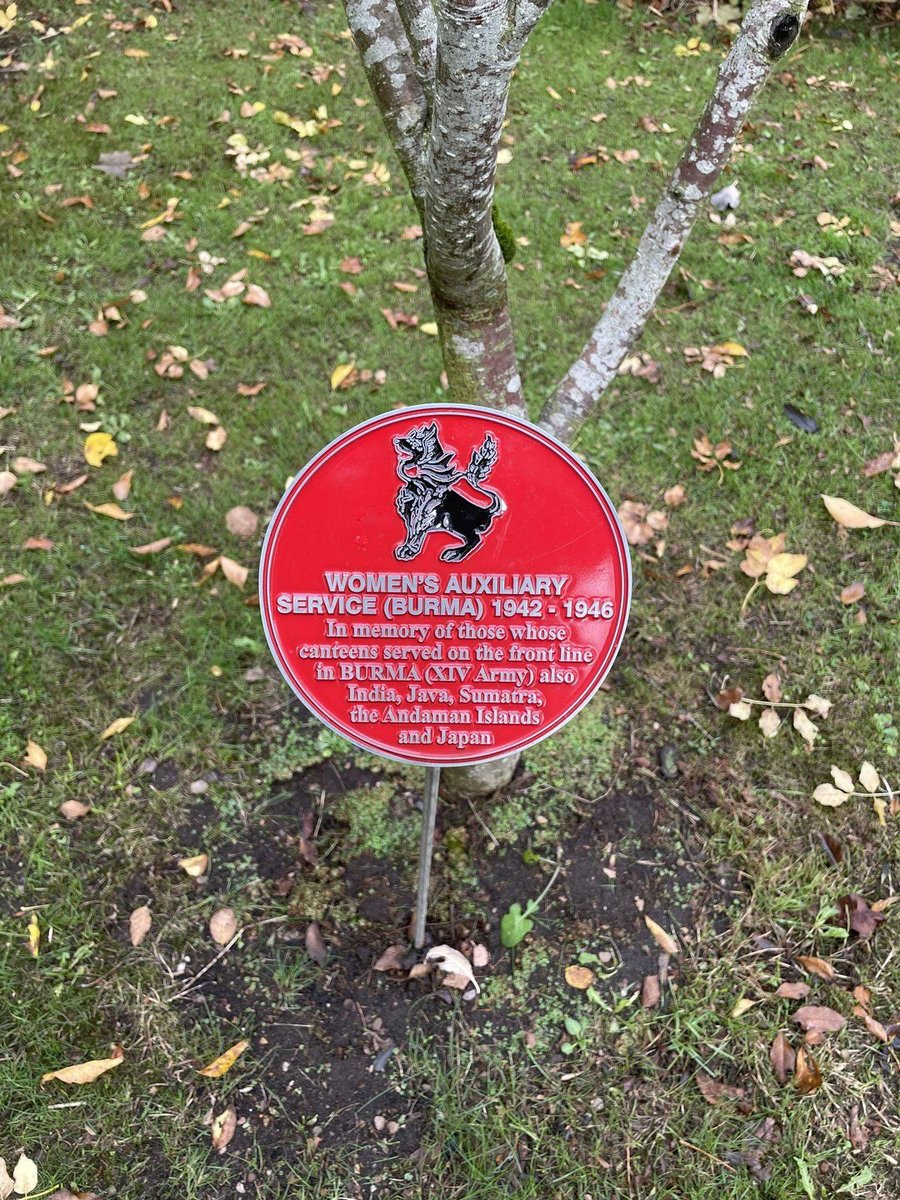 WOMEN'S AUXILIARY
SERVICE (BURMA) 1942 - 1946
In memory of those whose
canteens served on the front line
in BURMA (XIV Army) also
India, Java, Sumatra,
the Andaman Islands
and Japan